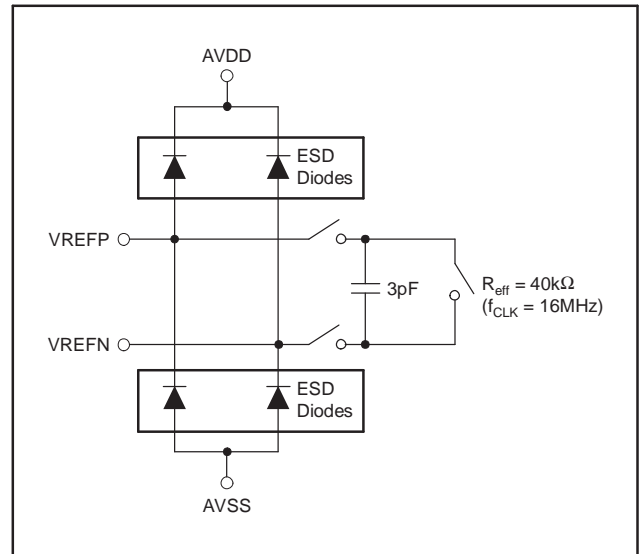 AVDD
ESD
Diodes
VREFP
3pF
R_eff = 40kΩ
(f_CLK = 16MHz)
VREFN
ESD
Diodes
AVSS